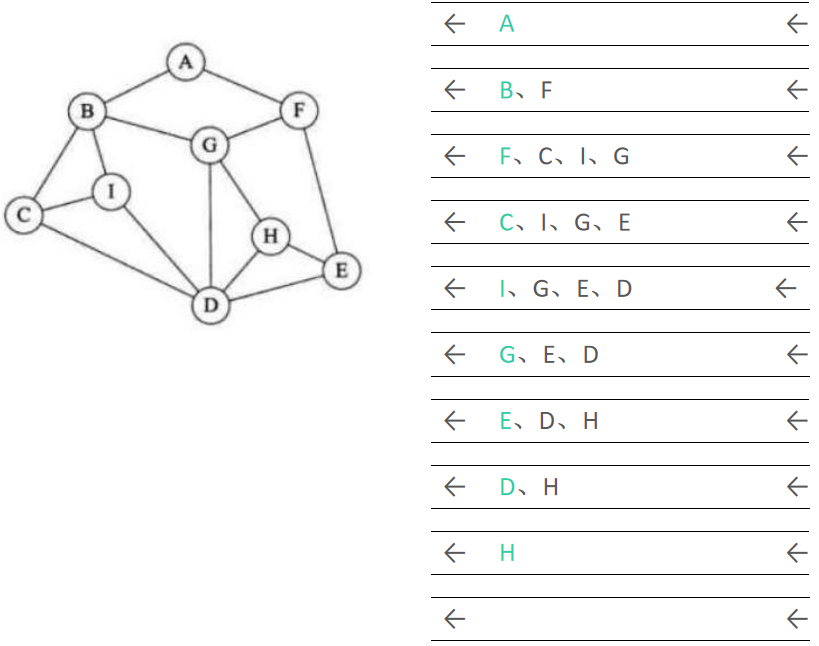 A
B
F
G
I
C
H
E
D
← A ←
← B、F ←
← F、C、I、G ←
← C、I、G、E ←
← I、G、E、D ←
← G、E、D ←
← E、D、H ←
← D、H ←
← H ←
← ←